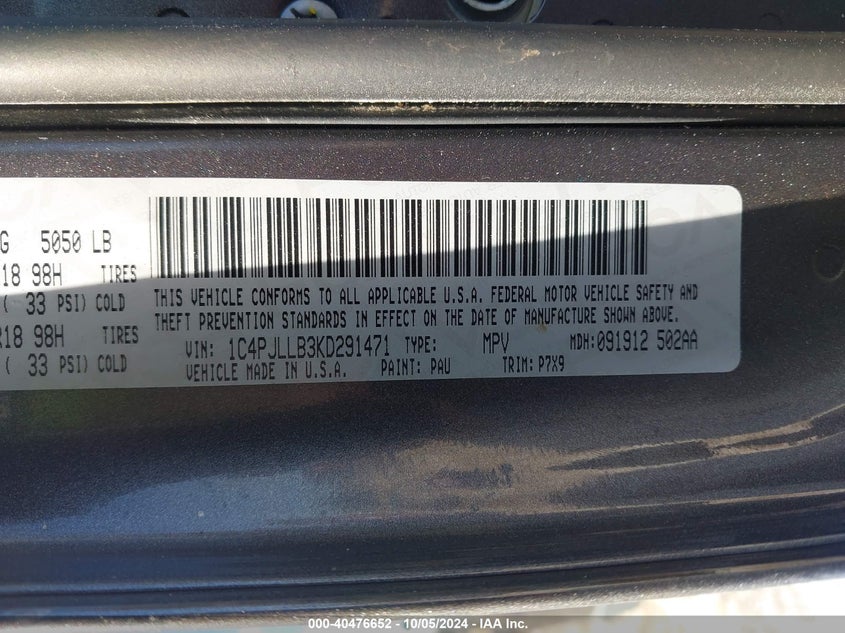 G 5050 LB
18 98H TIRES
( 33 PSI) COLD
R18 98H TIRES
( 33 PSI) COLD
THIS VEHICLE CONFORMS TO ALL APPLICABLE U.S.A. FEDERAL MOTOR VEHICLE SAFETY AND
THEFT PREVENTION STANDARDS IN EFFECT ON THE DATE OF MANUFACTURE SHOWN ABOVE.
VIN: 1C4PJLLB3KD291471 TYPE: MPV MDH:091912 502AA
VEHICLE MADE IN U.S.A. PAINT: PAU TRIM: P7X9
000-40476652 - 10/05/2024 - IAA Inc.